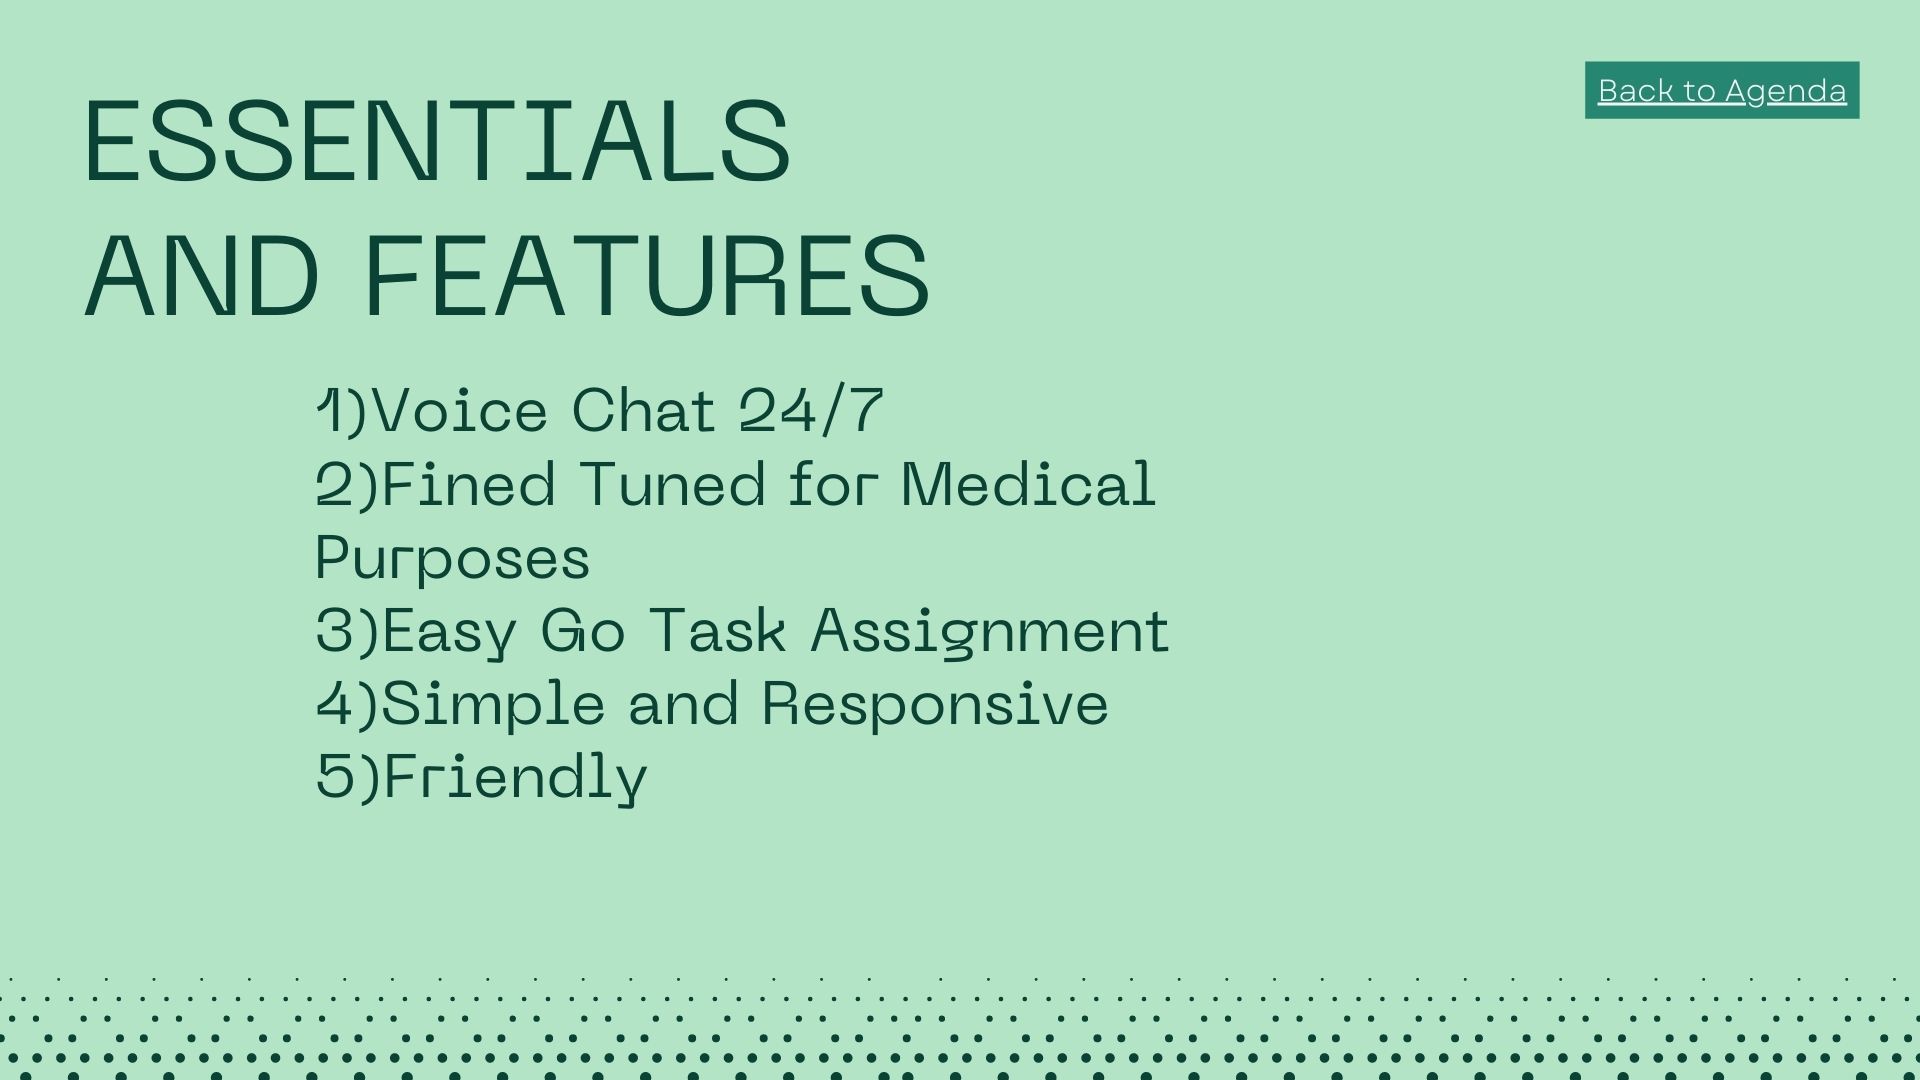 Back to Agenda
ESSENTIALS
AND FEATURES
1)Voice Chat 24/7
2)Fined Tuned for Medical
Purposes
3)Easy Go Task Assignment
4)Simple and Responsive
5)Friendly